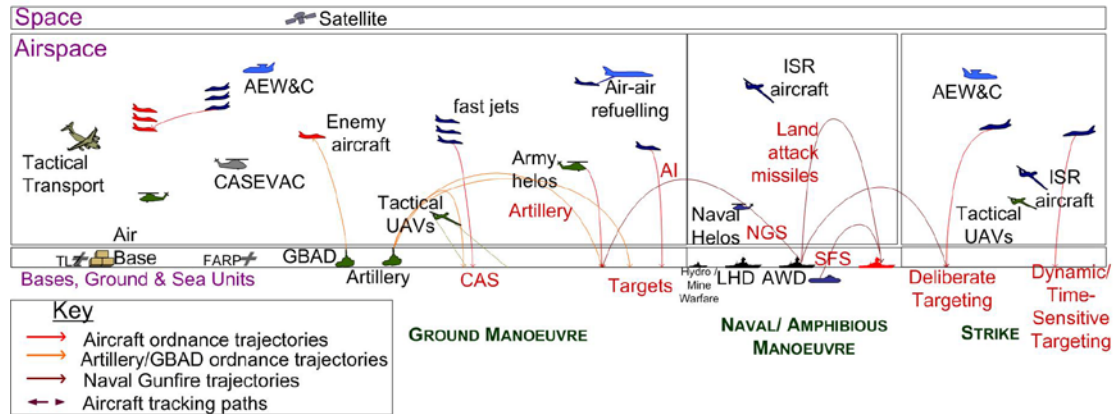 Space
Satellite
Airspace
AEW&C
Tactical
Transport
CASEVAC
Enemy
aircraft
fast jets
Air-air
refuelling
Army
helos
Tactical
UAVs
Artillery
AI
ISR
aircraft
Land
attack
missiles
Naval
Helos
NGS
AEW&C
ISR
aircraft
Tactical
UAVs
Air
Base
TL
FARP
GBAD
Artillery
CAS
Targets
Hydro /
Mine
Warfare
LHD
AWD
SFS
Deliberate
Targeting
Dynamic/
Time-
Sensitive
Targeting
Bases, Ground & Sea Units
GROUND MANOEUVRE
NAVAL/ AMPHIBIOUS
MANOEUVRE
STRIKE
Key
Aircraft ordnance trajectories
Artillery/GBAD ordnance trajectories
Naval Gunfire trajectories
Aircraft tracking paths